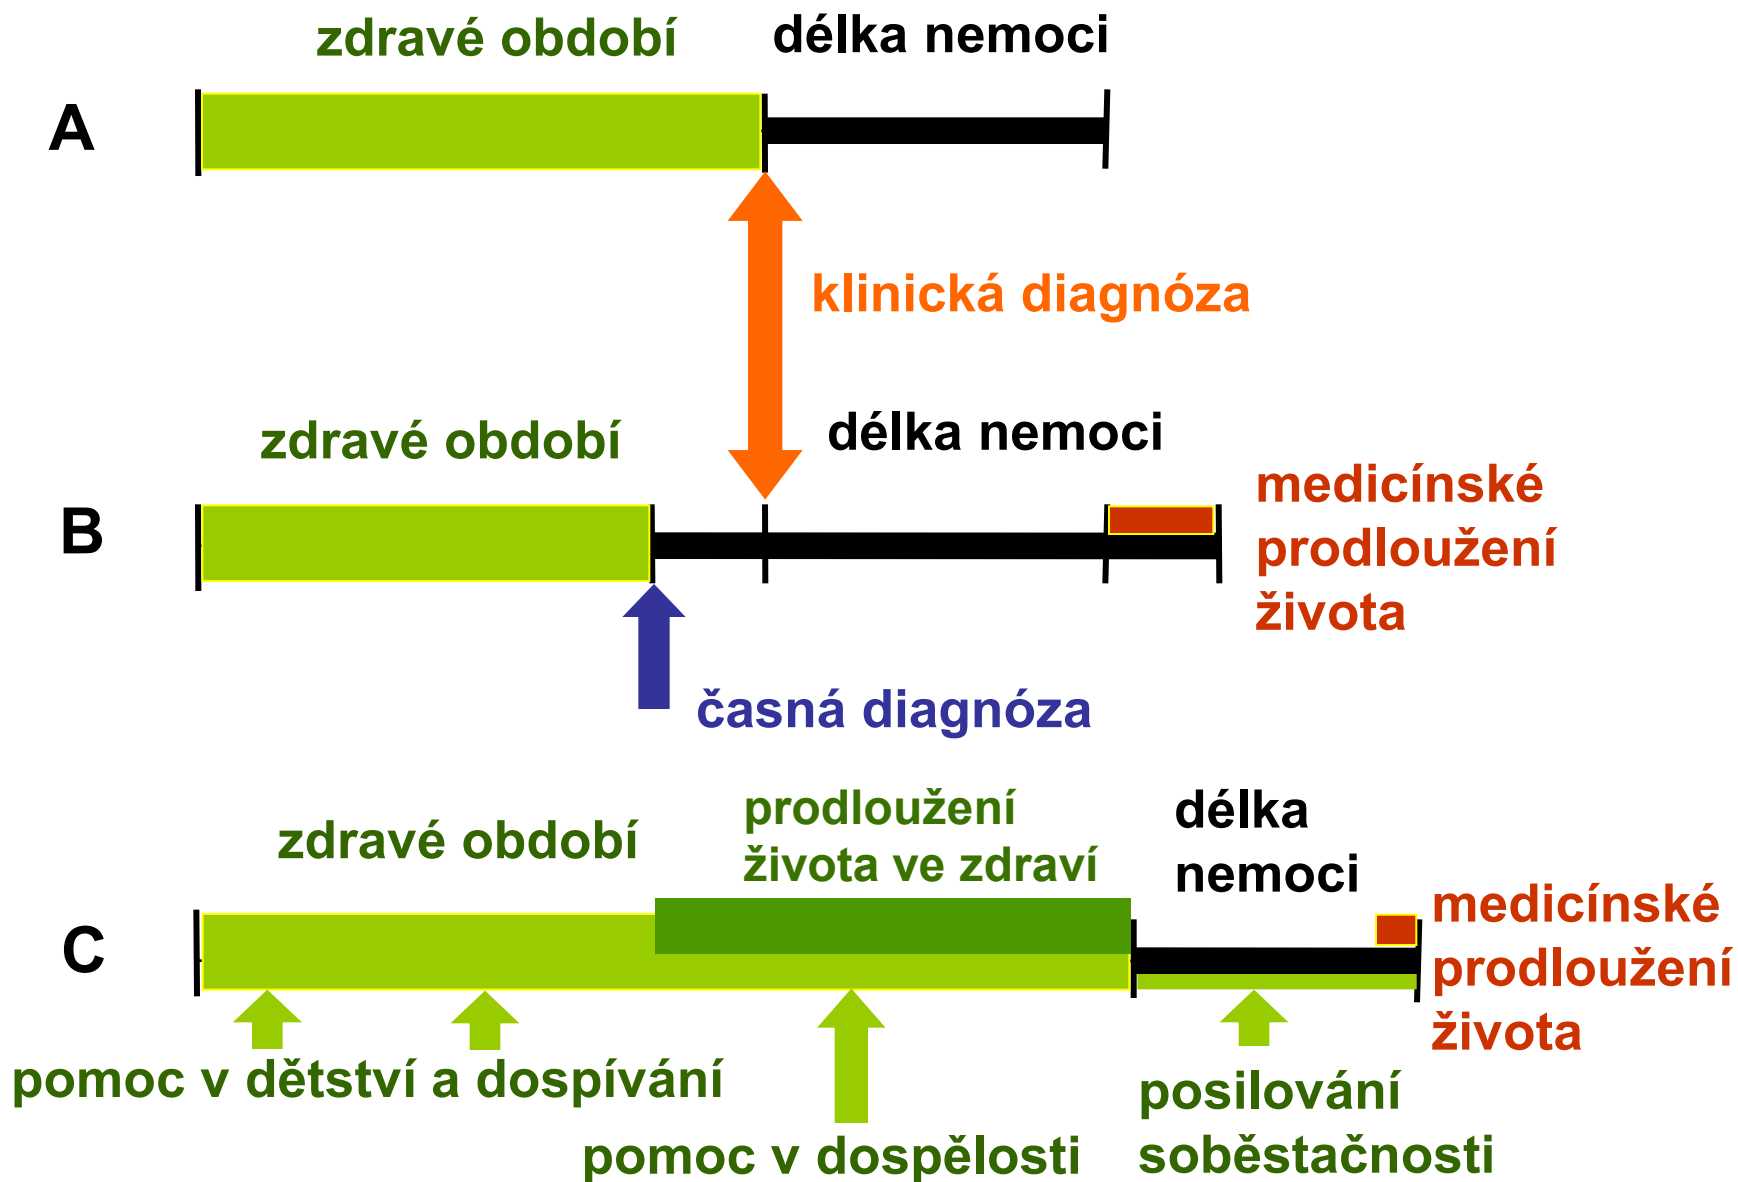 zdravé období
délka nemoci
A
klinická diagnóza
zdravé období
délka nemoci
B
medicínské
prodloužení
života
časná diagnóza
zdravé období
prodloužení
života ve zdraví
délka
nemoci
C
medicínské
prodloužení
života
pomoc v dětství a dospívání
pomoc v dospělosti
posilování
soběstačnosti